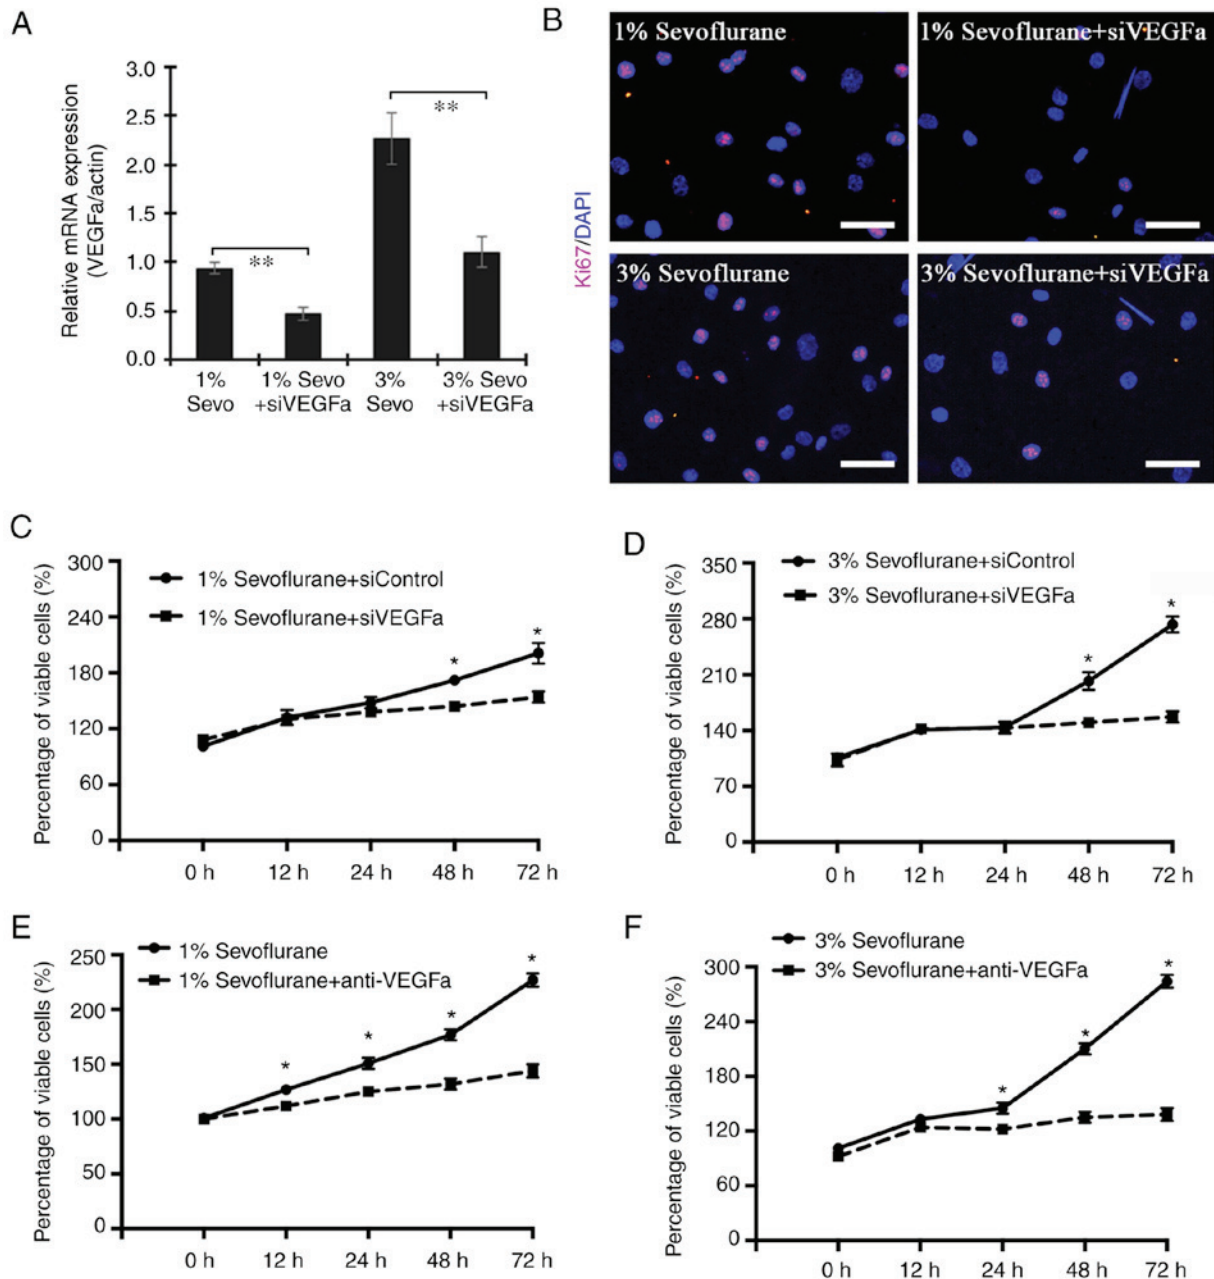 A
Relative mRNA expression
(VEGFa/actin)
3.0
2.5
2.0
1.5
1.0
0.5
0.0
**
**
1%
Sevo
1% Sevo
+siVEGFa
3%
Sevo
3% Sevo
+siVEGFa
B
Ki67/DAPI
1% Sevoflurane
1% Sevoflurane+siVEGFa
3% Sevoflurane
3% Sevoflurane+siVEGFa
C
Percentage of viable cells (%)
300
240
180
120
60
0
1% Sevoflurane+siControl
1% Sevoflurane+siVEGFa
*
*
0 h
12 h
24 h
48 h
72 h
D
Percentage of viable cells (%)
350
280
210
140
70
0
3% Sevoflurane+siControl
3% Sevoflurane+siVEGFa
*
*
0 h
12 h
24 h
48 h
72 h
E
Percentage of viable cells (%)
250
200
150
100
50
0
1% Sevoflurane
1% Sevoflurane+anti-VEGFa
*
*
*
*
0 h
12 h
24 h
48 h
72 h
F
Percentage of viable cells (%)
300
240
180
120
60
0
3% Sevoflurane
3% Sevoflurane+anti-VEGFa
*
*
*
0 h
12 h
24 h
48 h
72 h